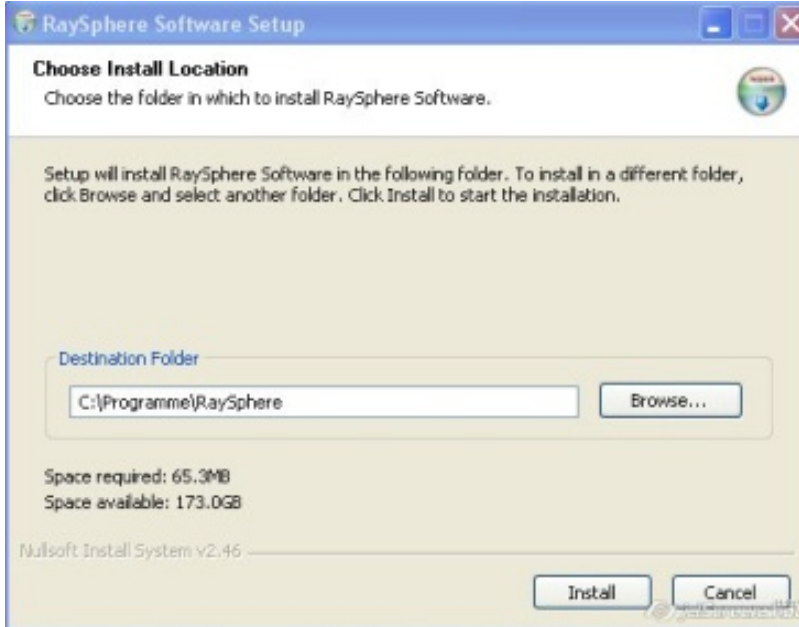 RaySphere Software Setup
Choose Install Location
Choose the folder in which to install RaySphere Software.
Setup will install RaySphere Software in the following folder. To install in a different folder,
click Browse and select another folder. Click Install to start the installation.
Destination Folder
C:\Programme\RaySphere
Browse...
Space required: 65.3MB
Space available: 173.0GB
Nullsoft Install System v2.46
Install
Cancel